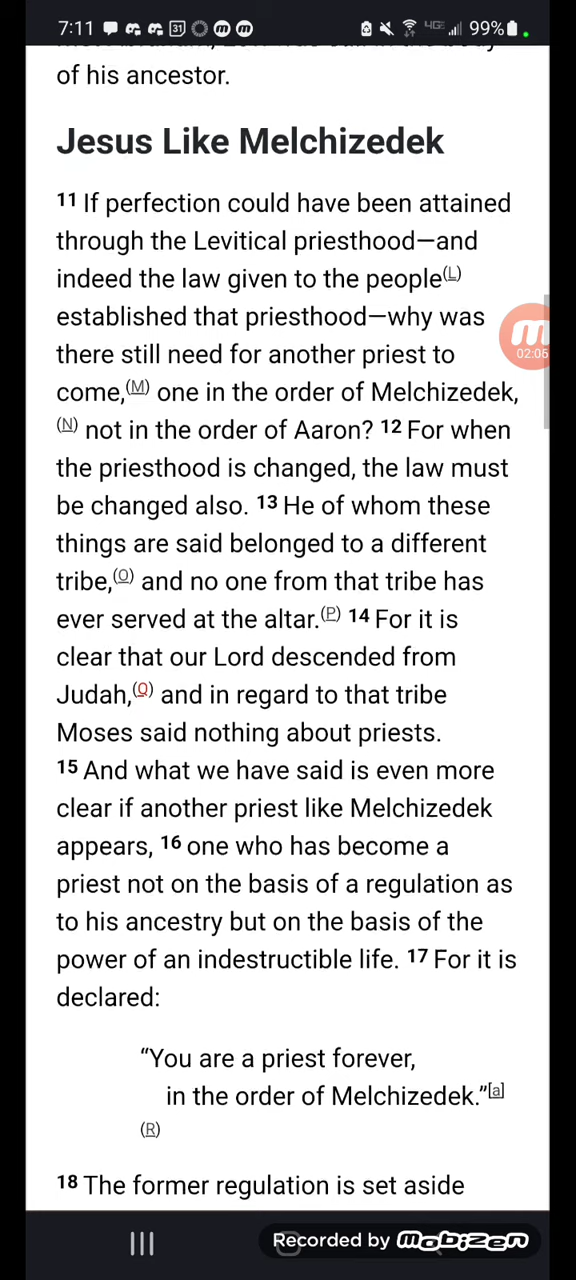 7:11 31 4GE 99%
of his ancestor.
Jesus Like Melchizedek
11 If perfection could have been attained
through the Levitical priesthood—and
indeed the law given to the people(L)
established that priesthood—why was
there still need for another priest to
come,(M) one in the order of Melchizedek,
(N) not in the order of Aaron? 12 For when
the priesthood is changed, the law must
be changed also. 13 He of whom these
things are said belonged to a different
tribe,(O) and no one from that tribe has
ever served at the altar.(P) 14 For it is
clear that our Lord descended from
Judah,(Q) and in regard to that tribe
Moses said nothing about priests.
15 And what we have said is even more
clear if another priest like Melchizedek
appears, 16 one who has become a
priest not on the basis of a regulation as
to his ancestry but on the basis of the
power of an indestructible life. 17 For it is
declared:
“You are a priest forever,
in the order of Melchizedek.”[a]
(R)
18 The former regulation is set aside
02:06
Recorded by Mobizen